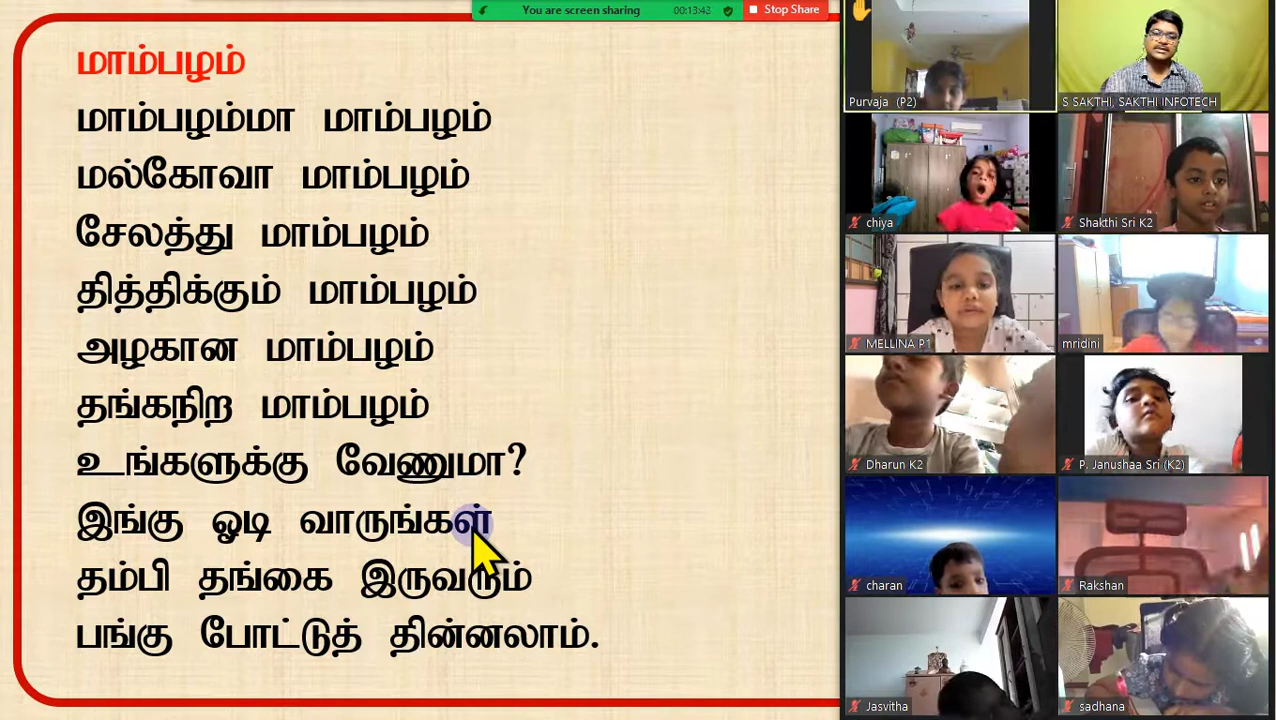 You are screen sharing 00:13:43 Stop Share
மாம்பழம்
மாம்பழம்மா மாம்பழம்
மல்கோவா மாம்பழம்
சேலத்து மாம்பழம்
தித்திக்கும் மாம்பழம்
அழகான மாம்பழம்
தங்கநிற மாம்பழம்
உங்களுக்கு வேணுமா?
இங்கு ஓடி வாருங்கள்
தம்பி தங்கை இருவரும்
பங்கு போட்டுத் தின்னலாம்.
Purvaja (P2)
S SAKTHI, SAKTHI INFOTECH
chiya
Shakthi Sri K2
MELLINA P1
mridini
Dharun K2
P. Janushaa Sri (K2)
charan
Rakshan
Jasvitha
sadhana